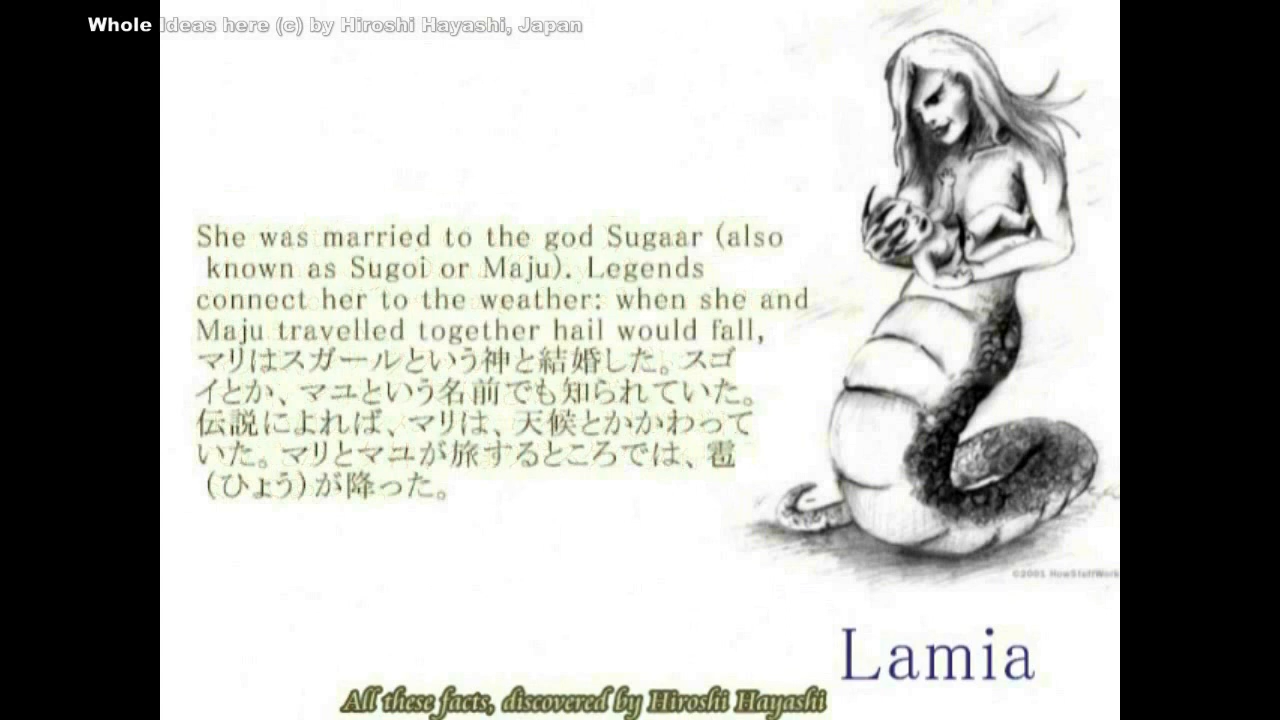 Whole Ideas here (c) by Hiroshi Hayashi, Japan
She was married to the god Sugaar (also
known as Sugoi or Maju). Legends
connect her to the weather: when she and
Maju travelled together hail would fall,
マリはスガールという神と結婚した。スゴ
イとか、マユという名前でも知られていた。
伝説によれば、マリは、天候とかかわって
いた。マリとマユが旅するところでは、雹
（ひょう）が降った。
©2001 HowStuffWork
Lamia
All these facts, discovered by Hiroshi Hayashi